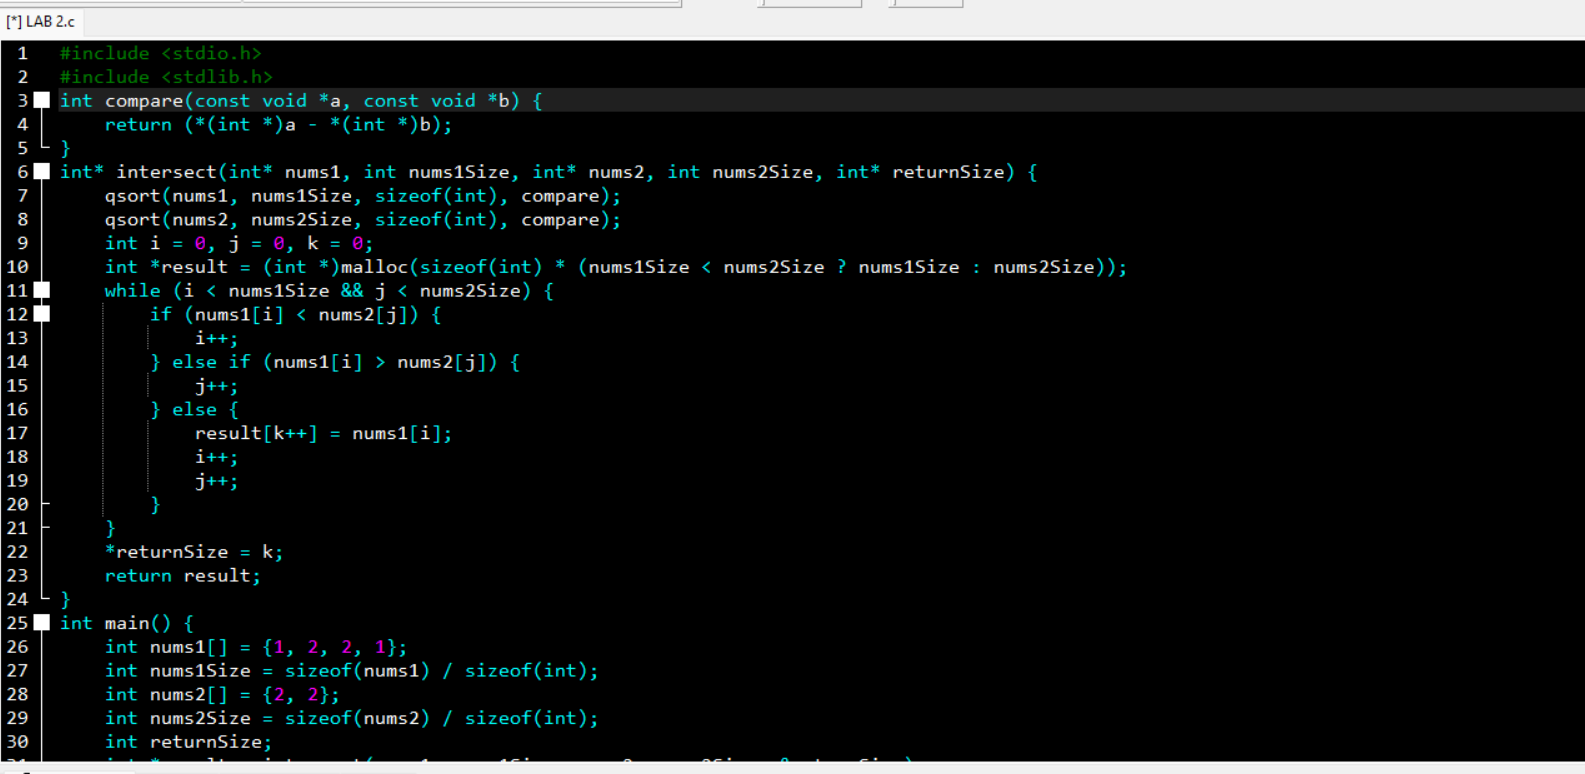 [*] LAB 2.c
1 #include <stdio.h>
2 #include <stdlib.h>
3 int compare(const void *a, const void *b) {
4     return (*(int *)a - *(int *)b);
5 }
6 int* intersect(int* nums1, int nums1Size, int* nums2, int nums2Size, int* returnSize) {
7     qsort(nums1, nums1Size, sizeof(int), compare);
8     qsort(nums2, nums2Size, sizeof(int), compare);
9     int i = 0, j = 0, k = 0;
10     int *result = (int *)malloc(sizeof(int) * (nums1Size < nums2Size ? nums1Size : nums2Size));
11     while (i < nums1Size && j < nums2Size) {
12         if (nums1[i] < nums2[j]) {
13             i++;
14         } else if (nums1[i] > nums2[j]) {
15             j++;
16         } else {
17             result[k++] = nums1[i];
18             i++;
19             j++;
20         }
21     }
22     *returnSize = k;
23     return result;
24 }
25 int main() {
26     int nums1[] = {1, 2, 2, 1};
27     int nums1Size = sizeof(nums1) / sizeof(int);
28     int nums2[] = {2, 2};
29     int nums2Size = sizeof(nums2) / sizeof(int);
30     int returnSize;